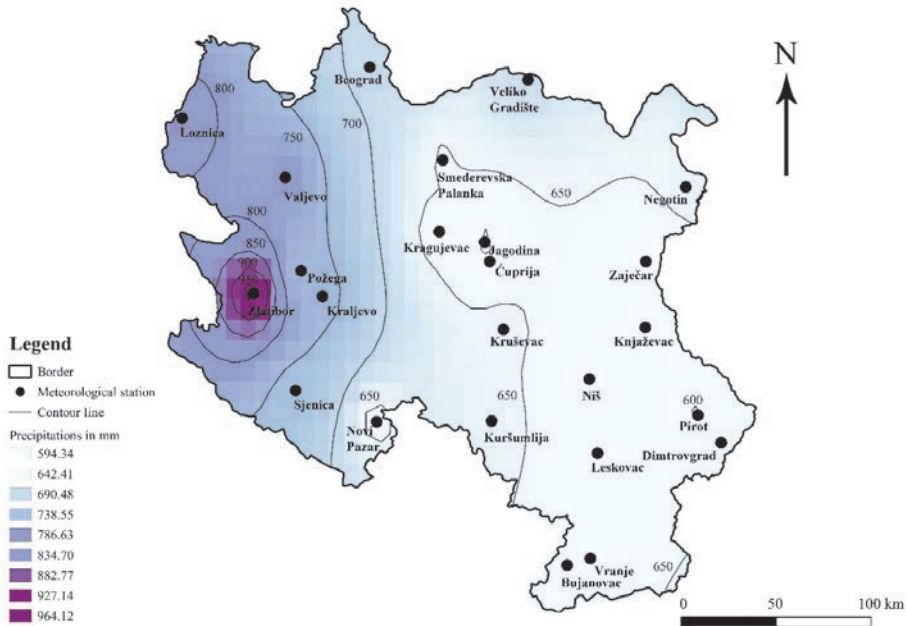 N
800
Beograd
Veliko
Gradište
Loznica
750
700
Smederevska
Palanka
650
Valjevo
Negotin
800
850
900
Kragujevac
Jagodina
Ćuprija
Zaječar
Požega
Zlatibor
Kraljevo
Kruševac
Knjaževac
Legend
Border
Meteorological station
Contour line
Precipitations in mm
594.34
642.41
690.48
738.55
786.63
834.70
882.77
927.14
964.12
Sjenica
650
650
Niš
600
Novi
Pazar
Kuršumlija
Pirot
Leskovac
Dimtrovgrad
Vranje
Bujanovac
650
0 50 100 km